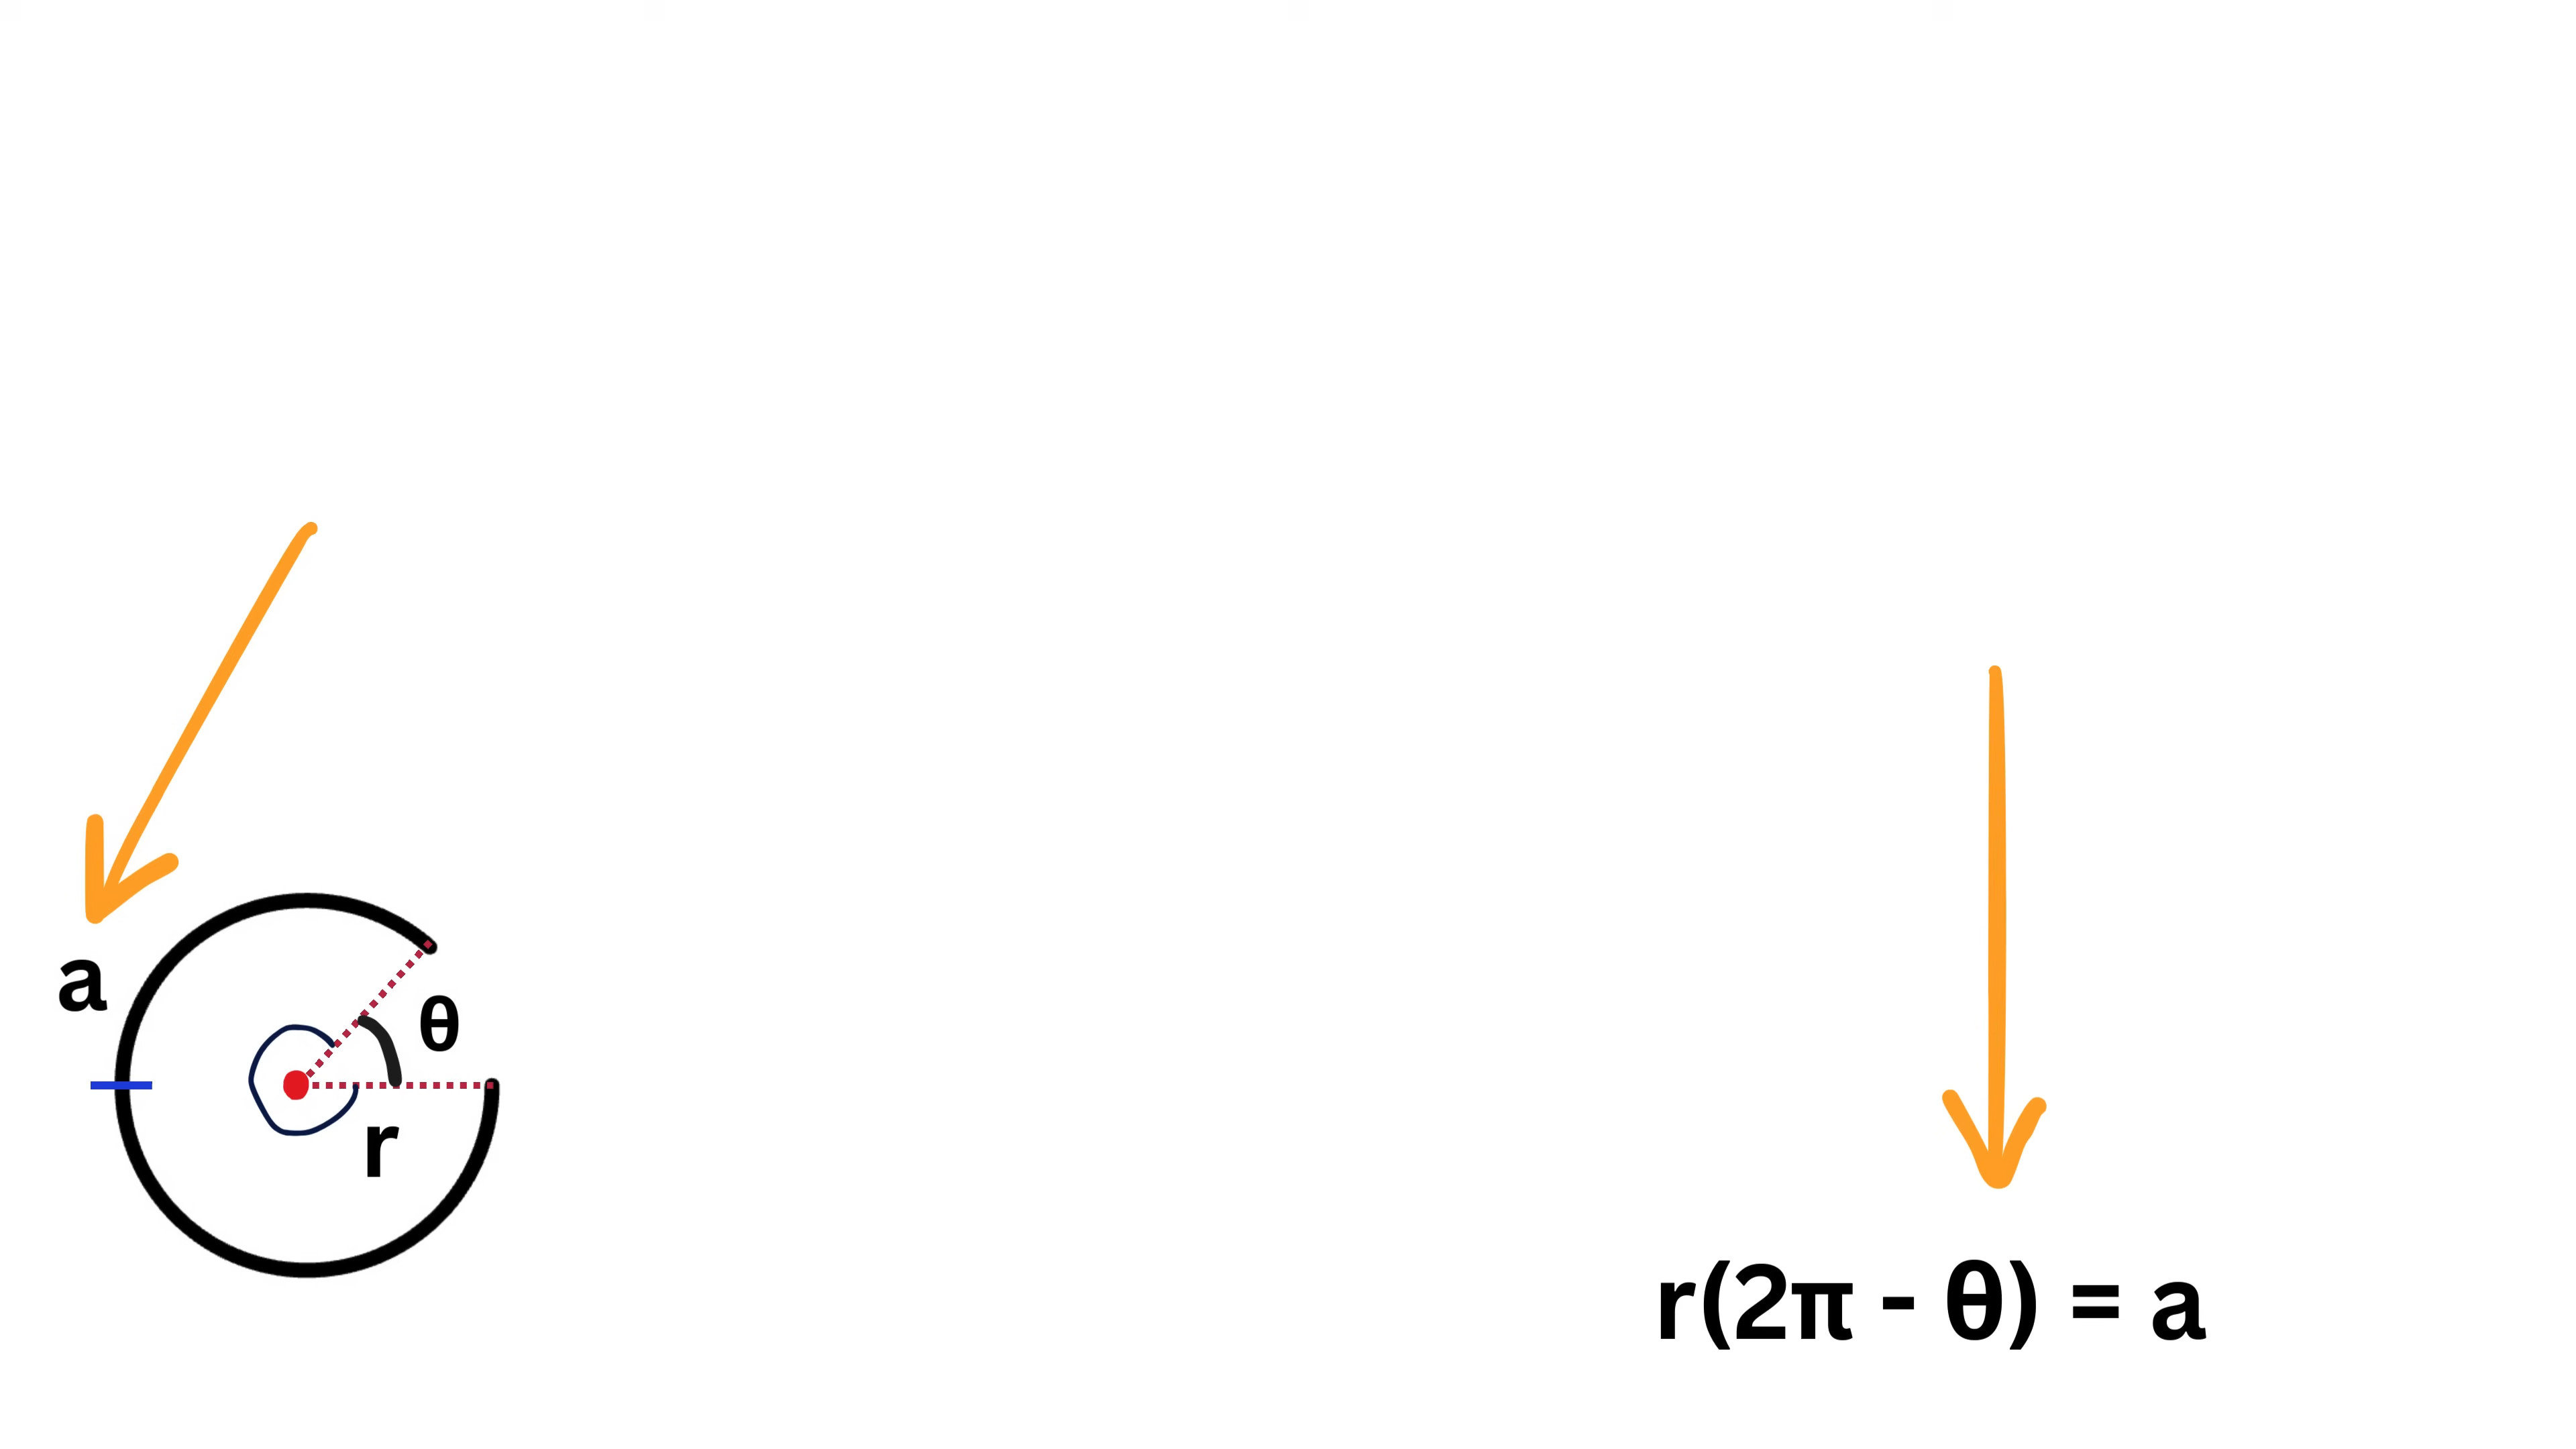 a
θ
r
r(2π - θ) = a